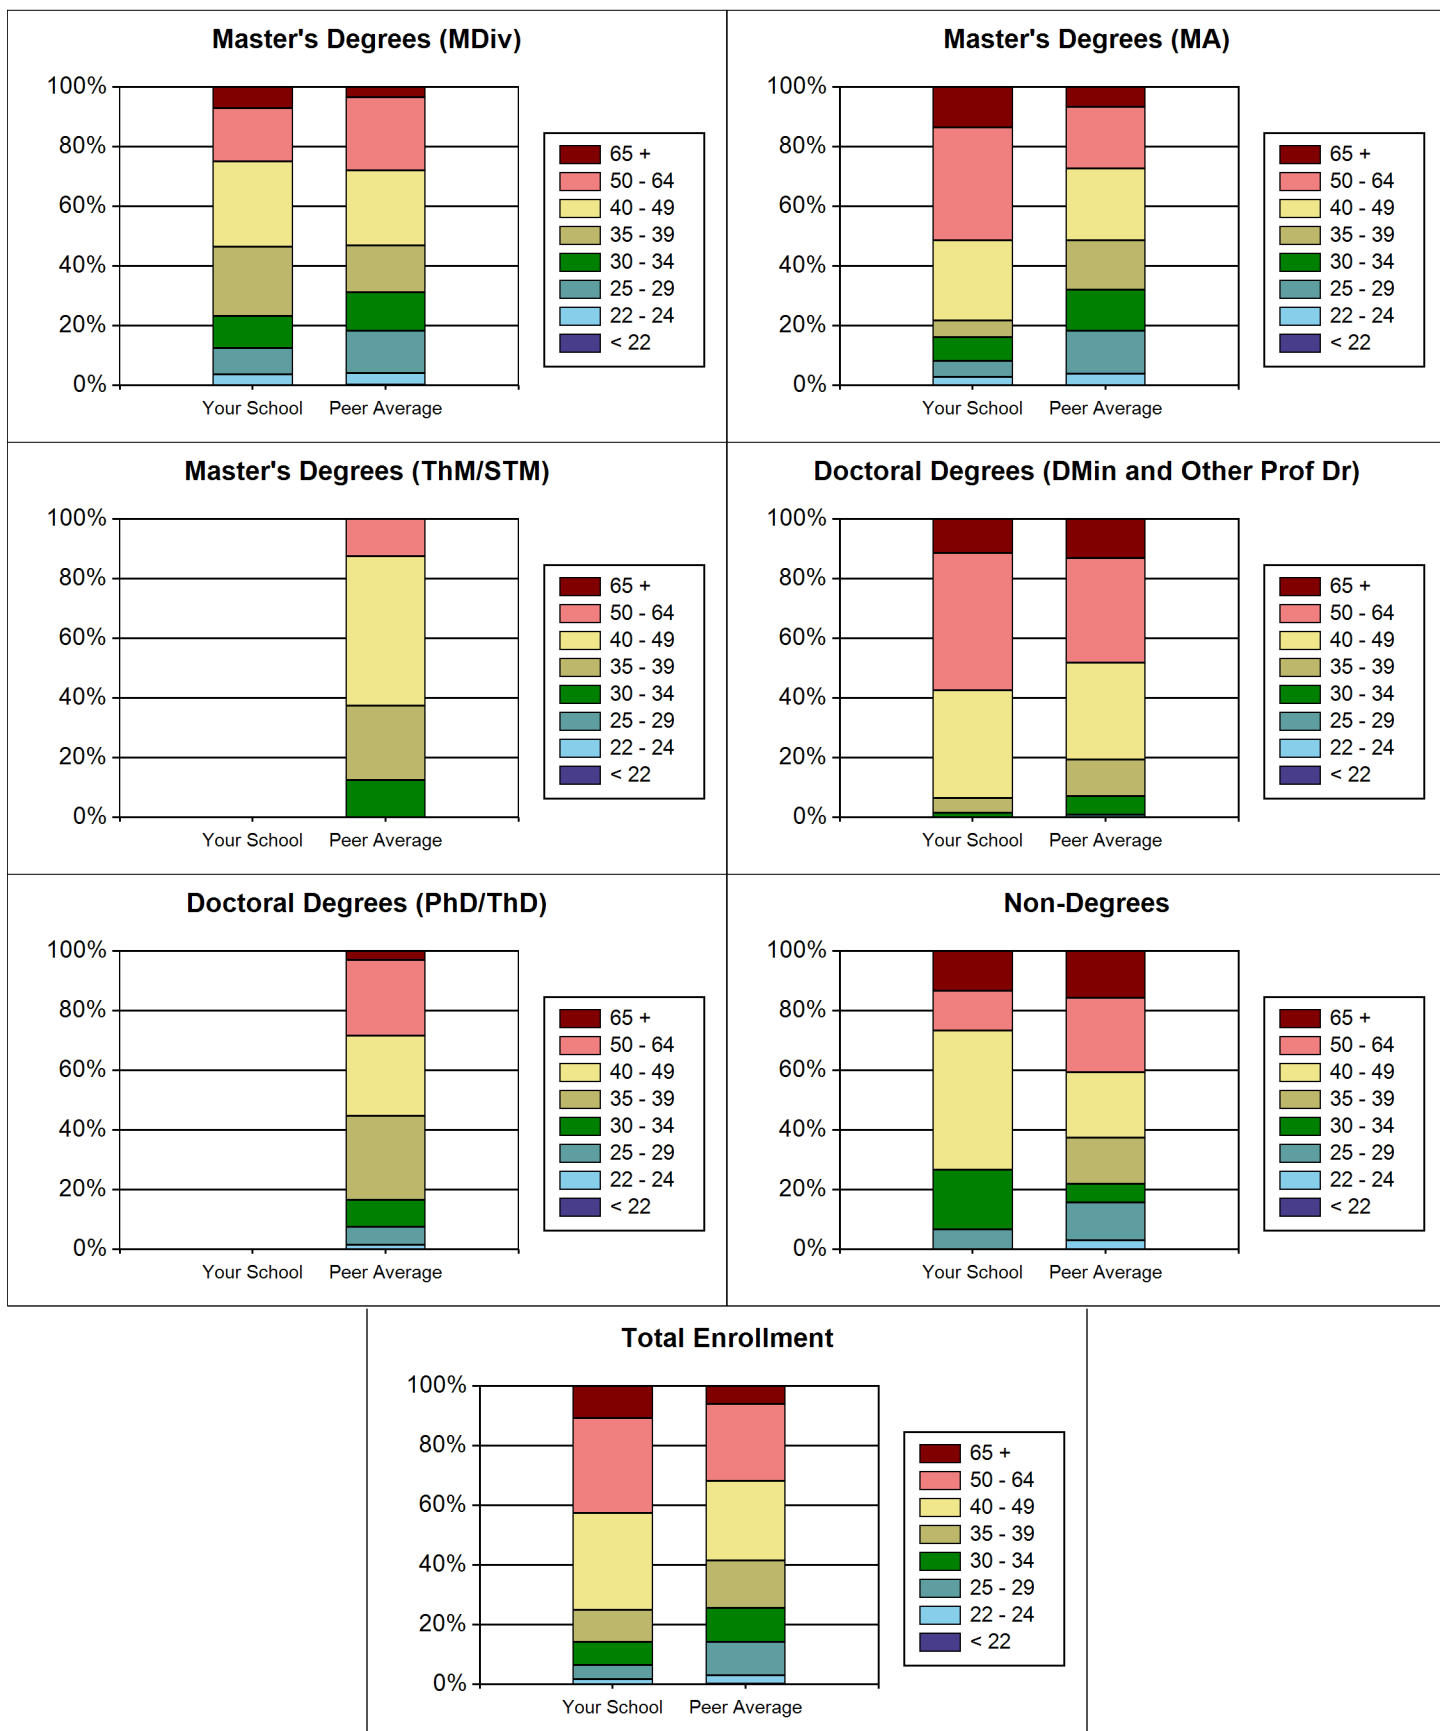 Master's Degrees (MDiv)
100%
80%
60%
40%
20%
0%
Your School
Peer Average
65 +
50 - 64
40 - 49
35 - 39
30 - 34
25 - 29
22 - 24
< 22
Master's Degrees (MA)
100%
80%
60%
40%
20%
0%
Your School
Peer Average
65 +
50 - 64
40 - 49
35 - 39
30 - 34
25 - 29
22 - 24
< 22
Master's Degrees (ThM/STM)
100%
80%
60%
40%
20%
0%
Your School
Peer Average
65 +
50 - 64
40 - 49
35 - 39
30 - 34
25 - 29
22 - 24
< 22
Doctoral Degrees (DMin and Other Prof Dr)
100%
80%
60%
40%
20%
0%
Your School
Peer Average
65 +
50 - 64
40 - 49
35 - 39
30 - 34
25 - 29
22 - 24
< 22
Doctoral Degrees (PhD/ThD)
100%
80%
60%
40%
20%
0%
Your School
Peer Average
65 +
50 - 64
40 - 49
35 - 39
30 - 34
25 - 29
22 - 24
< 22
Non-Degrees
100%
80%
60%
40%
20%
0%
Your School
Peer Average
65 +
50 - 64
40 - 49
35 - 39
30 - 34
25 - 29
22 - 24
< 22
Total Enrollment
100%
80%
60%
40%
20%
0%
Your School
Peer Average
65 +
50 - 64
40 - 49
35 - 39
30 - 34
25 - 29
22 - 24
< 22